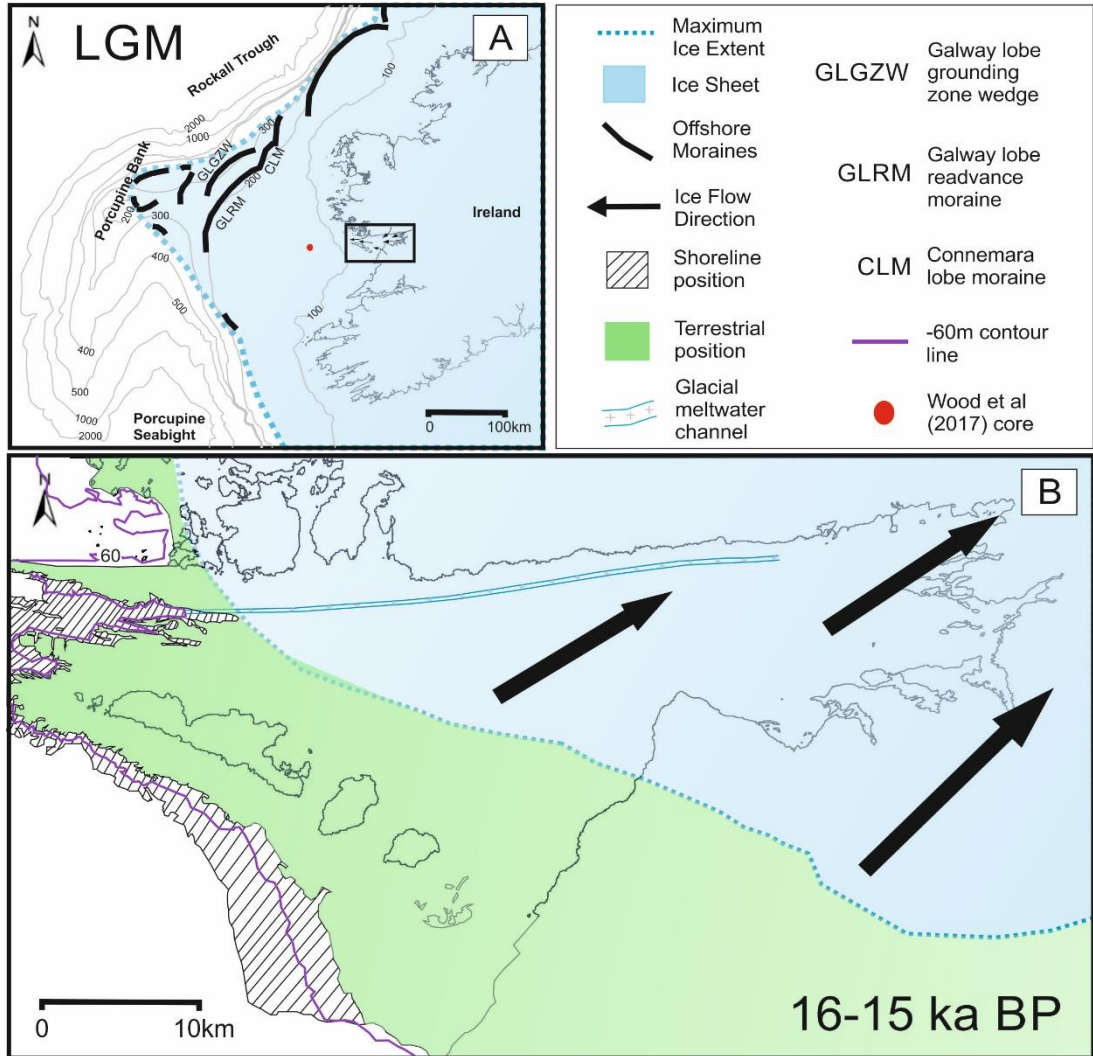 N
LGM
A
Rockall Trough
2000
1000
300
100
GLGZW
CLM
200
GLRM
Porcupine Bank
200
300
400
500
Ireland
100
400
500
1000
2000
Porcupine
Seabight
0
100km
Maximum
Ice Extent
Ice Sheet
Offshore
Moraines
Ice Flow
Direction
Shoreline
position
Terrestrial
position
Glacial
meltwater
channel
GLGZW
Galway lobe
grounding
zone wedge
GLRM
Galway lobe
readvance
moraine
CLM
Connemara
lobe moraine
-60m contour
line
Wood et al
(2017) core
N
B
60
0
10km
16-15 ka BP